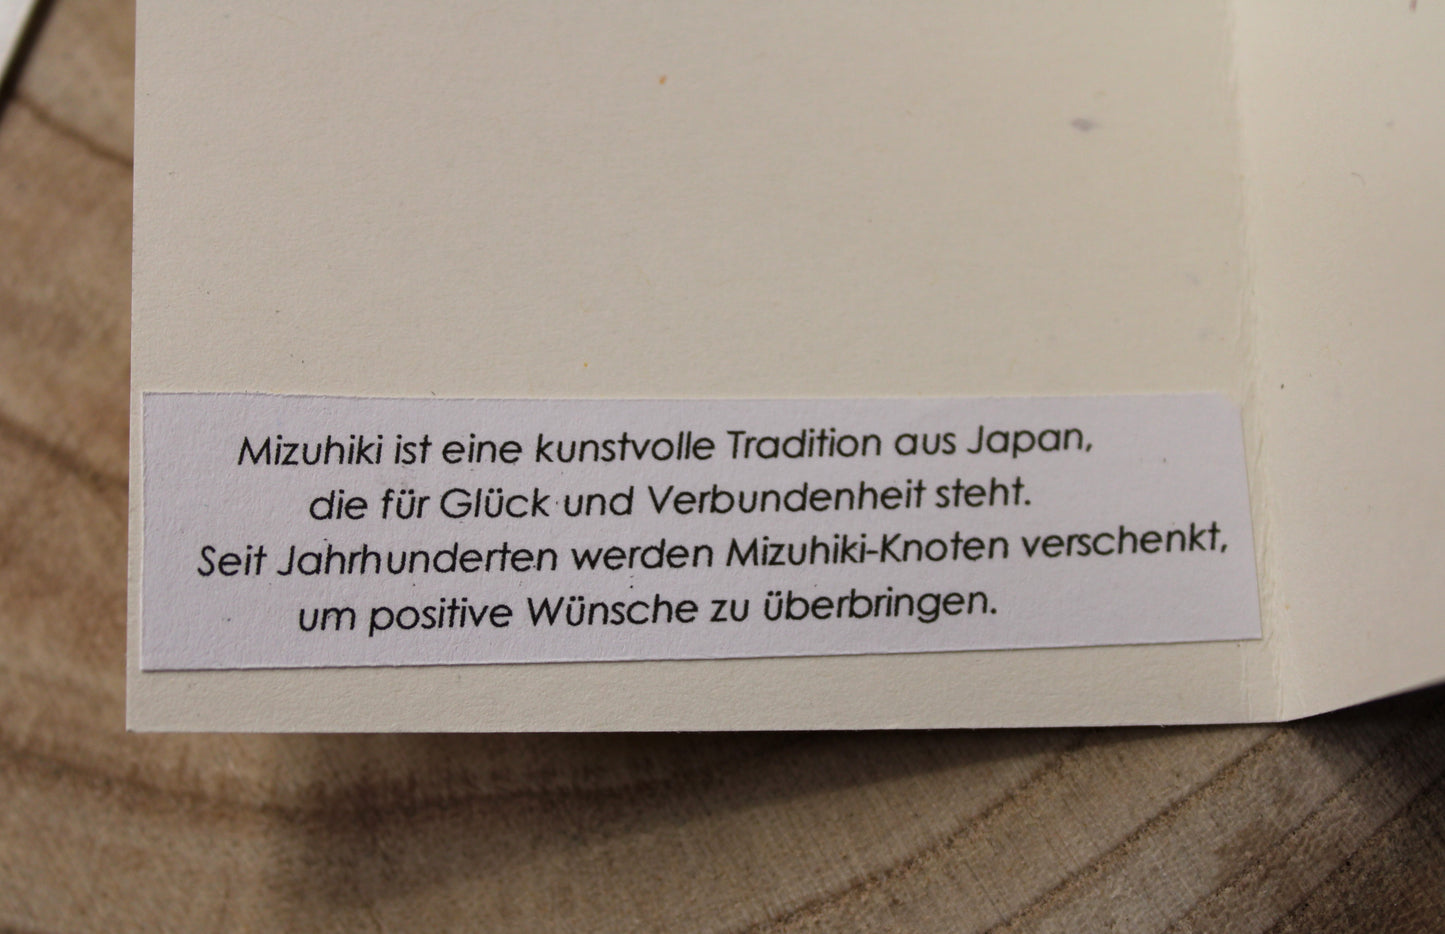 Mizuhiki ist eine kunstvolle Tradition aus Japan,
die für Glück und Verbundenheit steht.
Seit Jahrhunderten werden Mizuhiki-Knoten verschenkt,
um positive Wünsche zu überbringen.